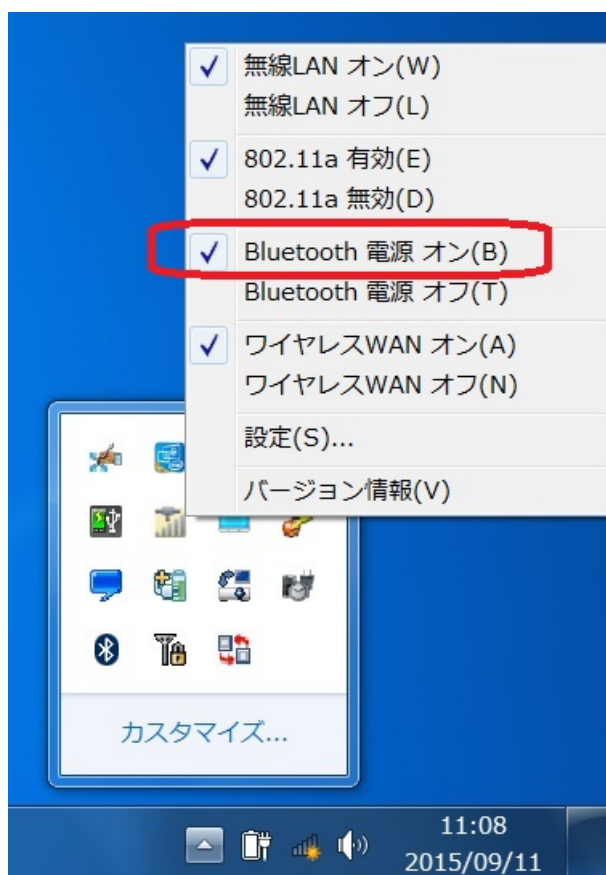 無線LAN オン(W)
無線LAN オフ(L)
802.11a 有効(E)
802.11a 無効(D)
Bluetooth 電源 オン(B)
Bluetooth 電源 オフ(T)
ワイヤレスWAN オン(A)
ワイヤレスWAN オフ(N)
設定(S)...
バージョン情報(V)
カスタマイズ...
11:08
2015/09/11